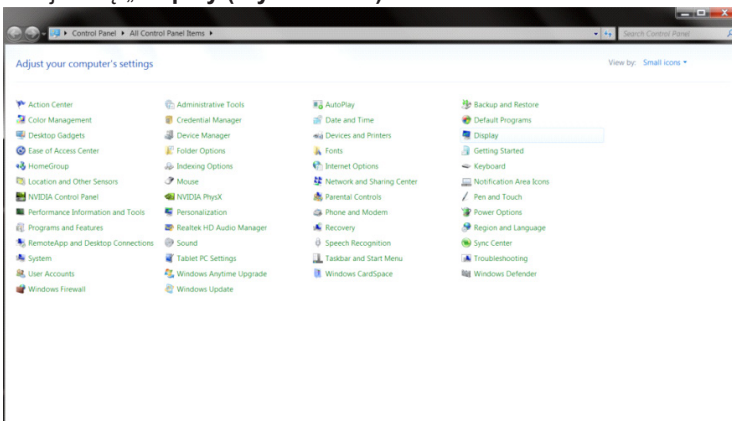 „Display (
Control Panel ▸ All Control Panel Items ▸
Search Control Panel
Adjust your computer's settings
View by: Small icons
Action Center
Administrative Tools
AutoPlay
Backup and Restore
Color Management
Credential Manager
Date and Time
Default Programs
Desktop Gadgets
Device Manager
Devices and Printers
Display
Ease of Access Center
Folder Options
Fonts
Getting Started
HomeGroup
Indexing Options
Internet Options
Keyboard
Location and Other Sensors
Mouse
Network and Sharing Center
Notification Area Icons
NVIDIA Control Panel
NVIDIA PhysX
Parental Controls
Pen and Touch
Performance Information and Tools
Personalization
Phone and Modem
Power Options
Programs and Features
Realtek HD Audio Manager
Recovery
Region and Language
RemoteApp and Desktop Connections
Sound
Speech Recognition
Sync Center
System
Tablet PC Settings
Taskbar and Start Menu
Troubleshooting
User Accounts
Windows Anytime Upgrade
Windows CardSpace
Windows Defender
Windows Firewall
Windows Update